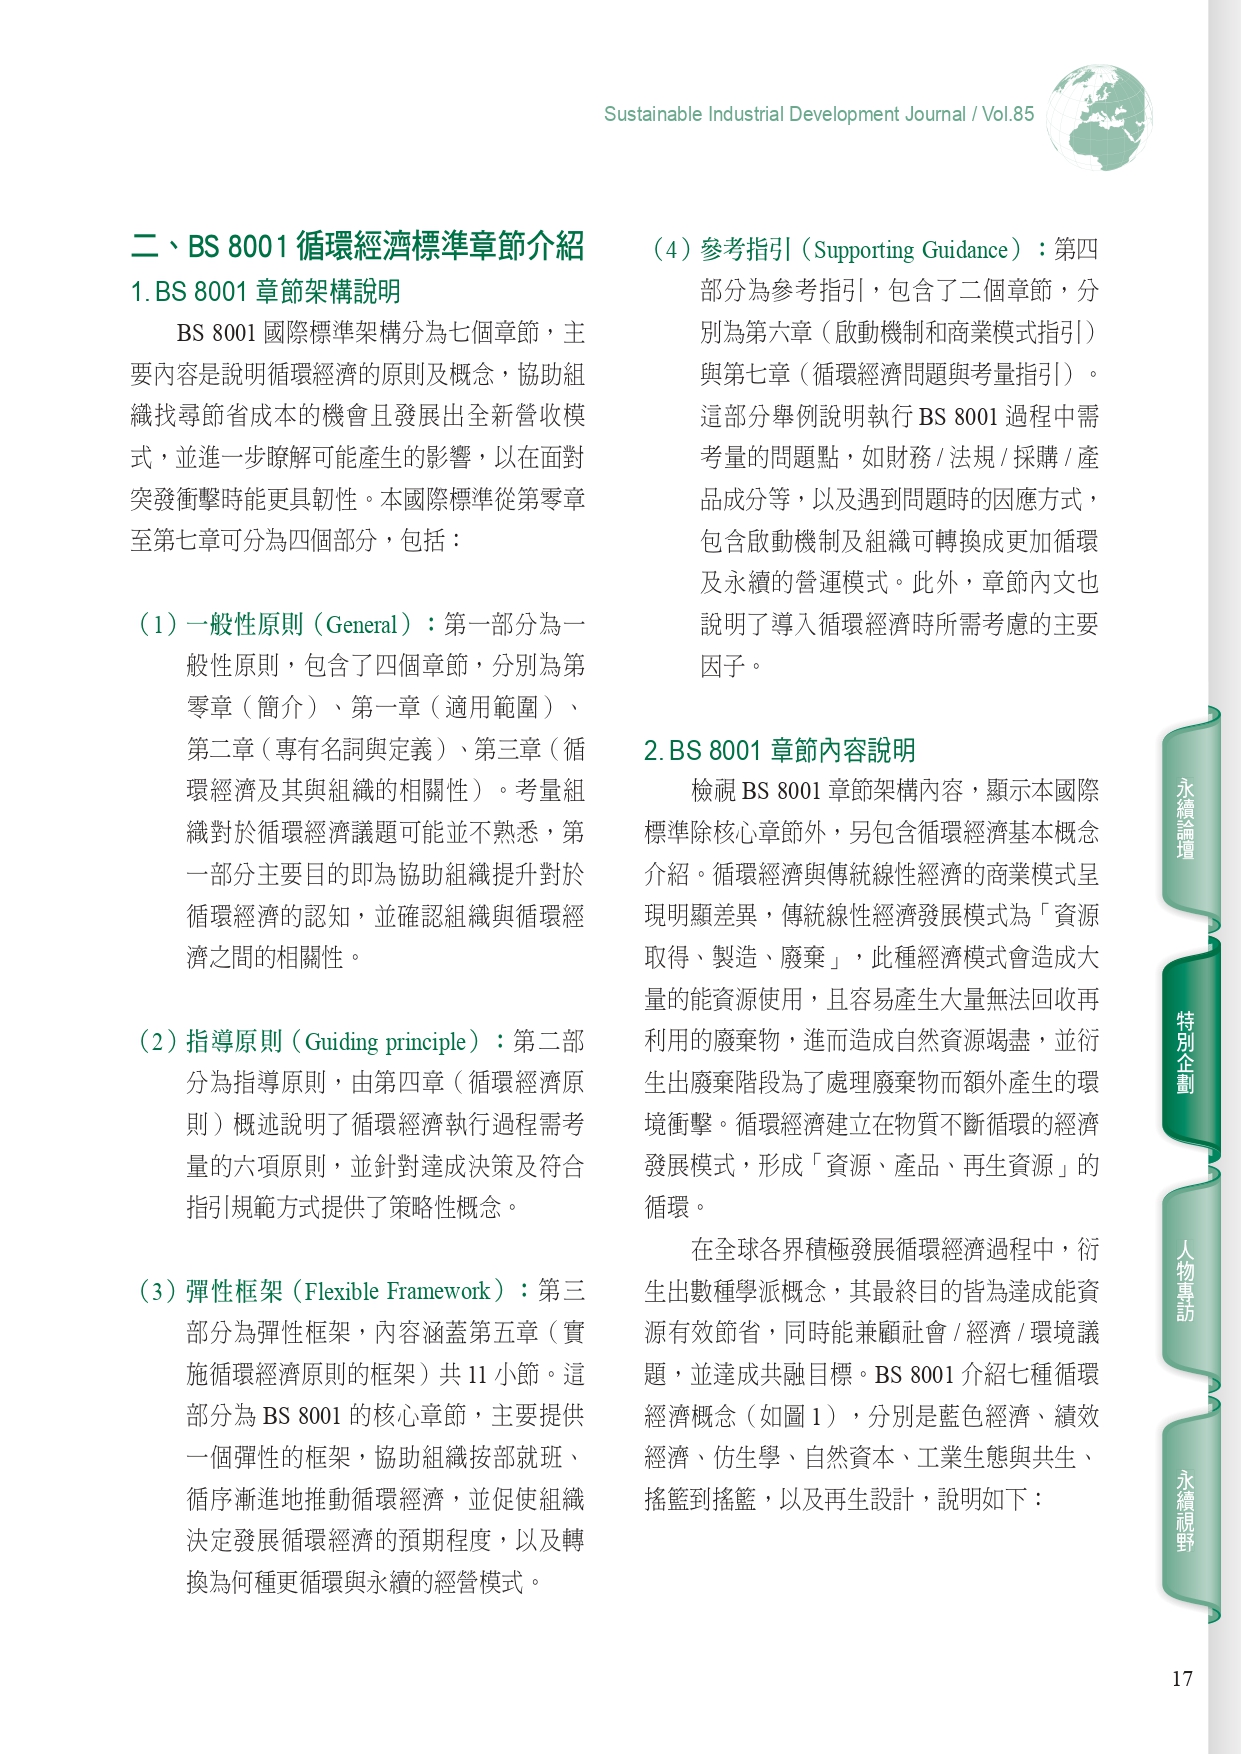 Sustainable Industrial Development Journal / Vol.85
二、BS 8001 循環經濟標準章節介紹
1. BS 8001 章節架構說明
BS 8001 國際標準架構分為七個章節，主
要內容是說明循環經濟的原則及概念，協助組
織找尋節省成本的機會且發展出全新營收模
式，並進一步瞭解可能產生的影響，以在面對
突發衝擊時能更具韌性。本國際標準從第零章
至第七章可分為四個部分，包括：
（1）一般性原則（General）：第一部分為一
般性原則，包含了四個章節，分別為第
零章（簡介）、第一章（適用範圍）、
第二章（專有名詞與定義）、第三章（循
環經濟及其與組織的相關性）。考量組
織對於循環經濟議題可能並不熟悉，第
一部分主要目的即為協助組織提升對於
循環經濟的認知，並確認組織與循環經
濟之間的相關性。
（2）指導原則（Guiding principle）：第二部
分為指導原則，由第四章（循環經濟原
則）概述說明了循環經濟執行過程需考
量的六項原則，並針對達成決策及符合
指引規範方式提供了策略性概念。
（3）彈性框架（Flexible Framework）：第三
部分為彈性框架，內容涵蓋第五章（實
施循環經濟原則的框架）共 11 小節。這
部分為 BS 8001 的核心章節，主要提供
一個彈性的框架，協助組織按部就班、
循序漸進地推動循環經濟，並促使組織
決定發展循環經濟的預期程度，以及轉
換為何種更循環與永續的經營模式。
（4）參考指引（Supporting Guidance）：第四
部分為參考指引，包含了二個章節，分
別為第六章（啟動機制和商業模式指引）
與第七章（循環經濟問題與考量指引）。
這部分舉例說明執行 BS 8001 過程中需
考量的問題點，如財務 / 法規 / 採購 / 產
品成分等，以及遇到問題時的因應方式，
包含啟動機制及組織可轉換成更加循環
及永續的營運模式。此外，章節內文也
說明了導入循環經濟時所需考慮的主要
因子。
2. BS 8001 章節內容說明
檢視 BS 8001 章節架構內容，顯示本國際
標準除核心章節外，另包含循環經濟基本概念
介紹。循環經濟與傳統線性經濟的商業模式呈
現明顯差異，傳統線性經濟發展模式為「資源
取得、製造、廢棄」，此種經濟模式會造成大
量的能資源使用，且容易產生大量無法回收再
利用的廢棄物，進而造成自然資源竭盡，並衍
生出廢棄階段為了處理廢棄物而額外產生的環
境衝擊。循環經濟建立在物質不斷循環的經濟
發展模式，形成「資源、產品、再生資源」的
循環。
在全球各界積極發展循環經濟過程中，衍
生出數種學派概念，其最終目的皆為達成能資
源有效節省，同時能兼顧社會 / 經濟 / 環境議
題，並達成共融目標。BS 8001 介紹七種循環
經濟概念（如圖 1），分別是藍色經濟、績效
經濟、仿生學、自然資本、工業生態與共生、
搖籃到搖籃，以及再生設計，說明如下：
永續論壇
特別企劃
人物專訪
永續視野
17